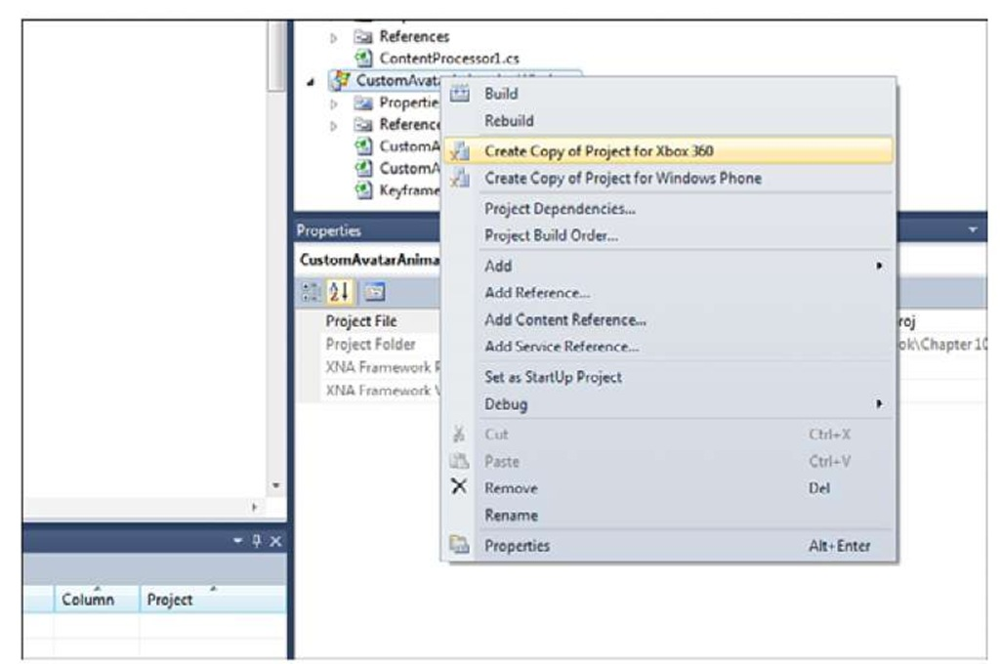 References
ContentProcessor1.cs
CustomAvat
Propertie
Reference
CustomA
CustomA
Keyframe
Build
Rebuild
Create Copy of Project for Xbox 360
Create Copy of Project for Windows Phone
Project Dependencies...
Project Build Order...
Add
Add Reference...
Add Content Reference...
Add Service Reference...
Set as StartUp Project
Debug
Cut Ctrl+X
Paste Ctrl+V
Remove Del
Rename
Properties Alt+Enter
Properties
CustomAvatarAnima
Project File
roj
Project Folder
ok\Chapter 10
XNA Framework
XNA Framework
Column Project